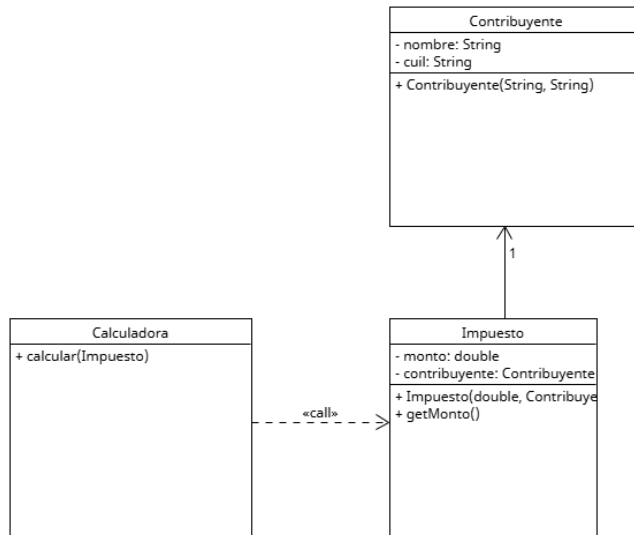 Contribuyente
- nombre: String
- cuil: String
+ Contribuyente(String, String)
1
Calculadora
+ calcular(Impuesto)
«call»
Impuesto
- monto: double
- contribuyente: Contribuyente
+ Impuesto(double, Contribuye
+ getMonto()